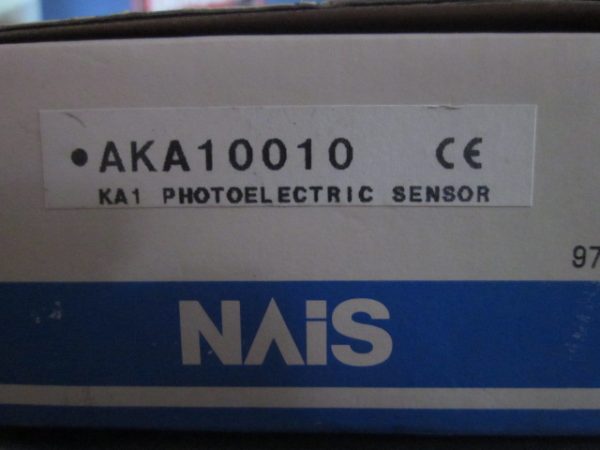 •AKA10010 CE
KA1 PHOTOELECTRIC SENSOR
97
NAiS